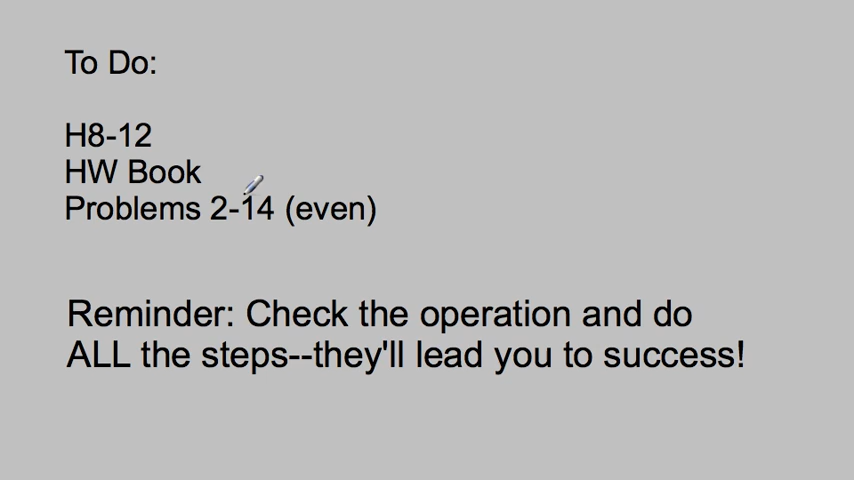 To Do:
H8-12
HW Book
Problems 2-14 (even)
Reminder: Check the operation and do
ALL the steps--they'll lead you to success!